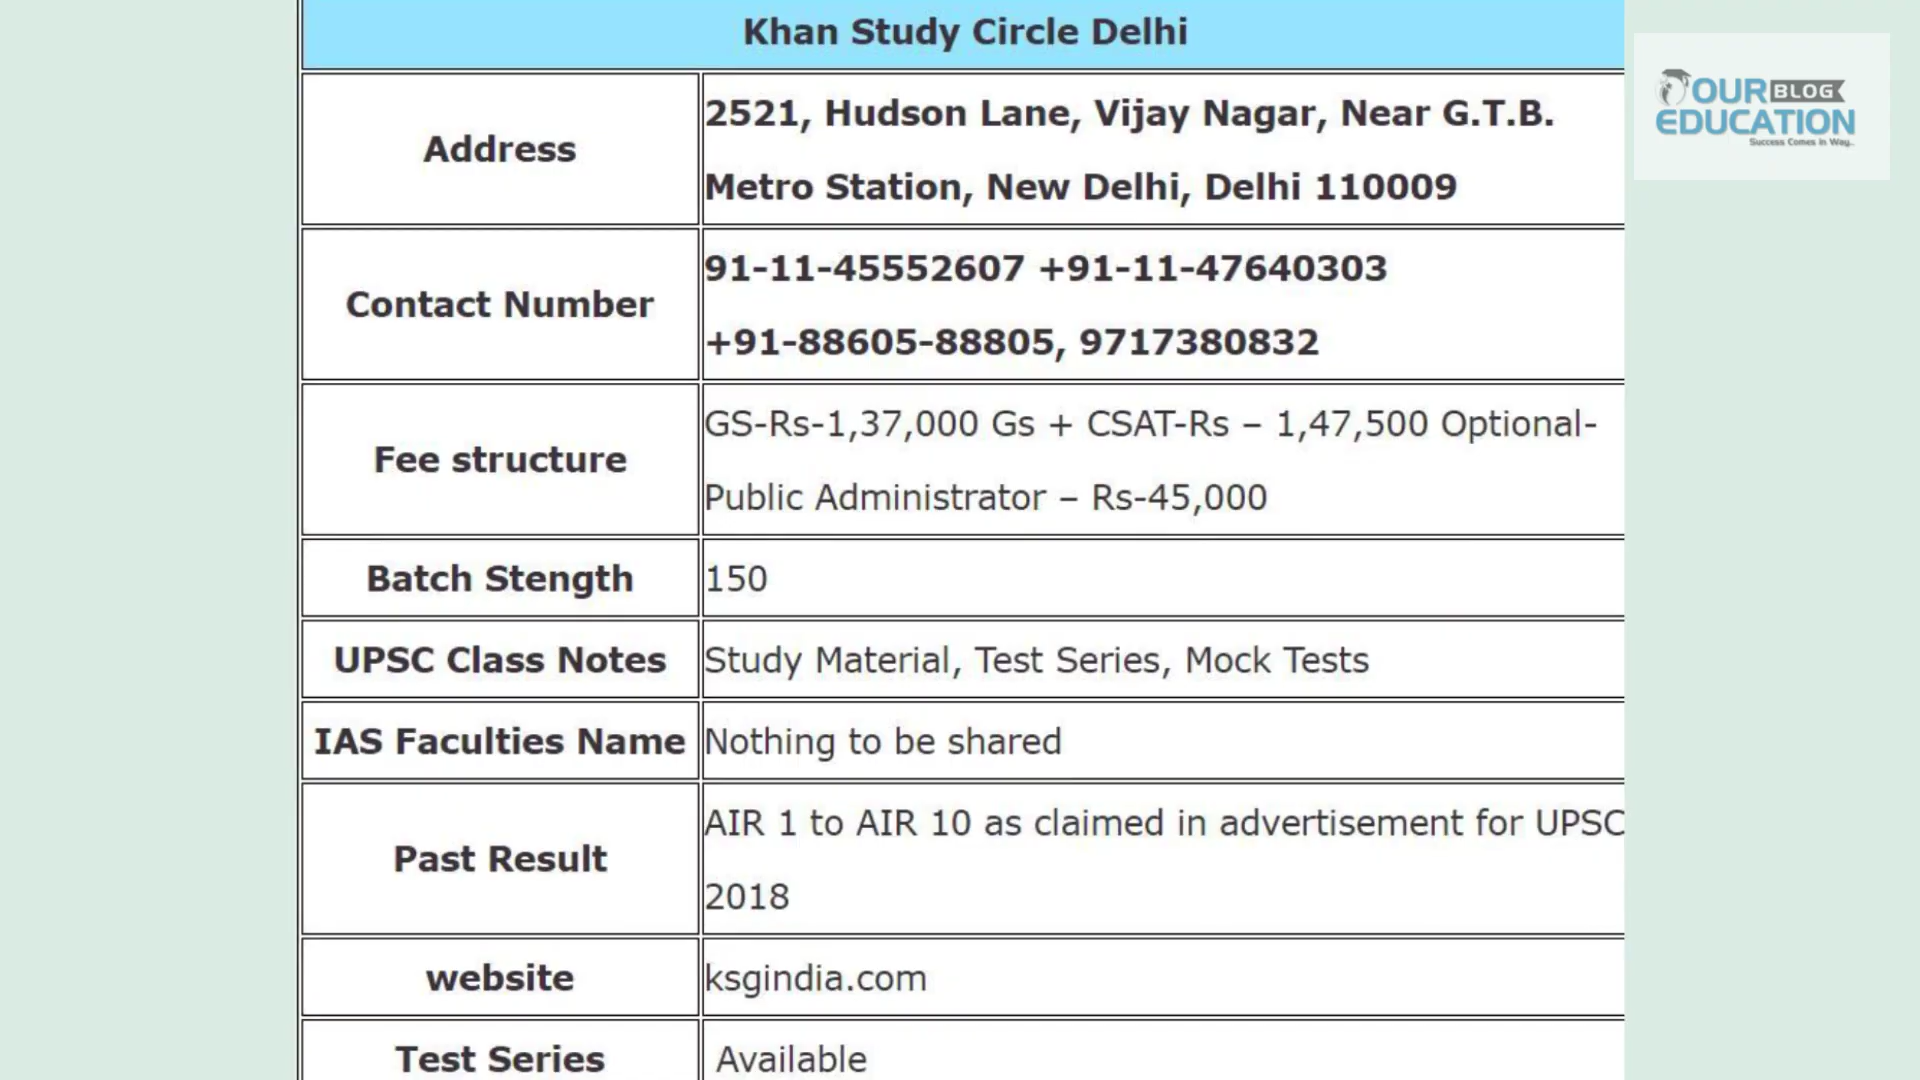 Khan Study Circle Delhi
Address
2521, Hudson Lane, Vijay Nagar, Near G.T.B.
Metro Station, New Delhi, Delhi 110009
Contact Number
91-11-45552607 +91-11-47640303
+91-88605-88805, 9717380832
Fee structure
GS-Rs-1,37,000 Gs + CSAT-Rs – 1,47,500 Optional-
Public Administrator – Rs-45,000
Batch Stength
150
UPSC Class Notes
Study Material, Test Series, Mock Tests
IAS Faculties Name
Nothing to be shared
Past Result
AIR 1 to AIR 10 as claimed in advertisement for UPSC
2018
website
ksgindia.com
Test Series
Available
OUR BLOG
EDUCATION
Success Comes in Way..